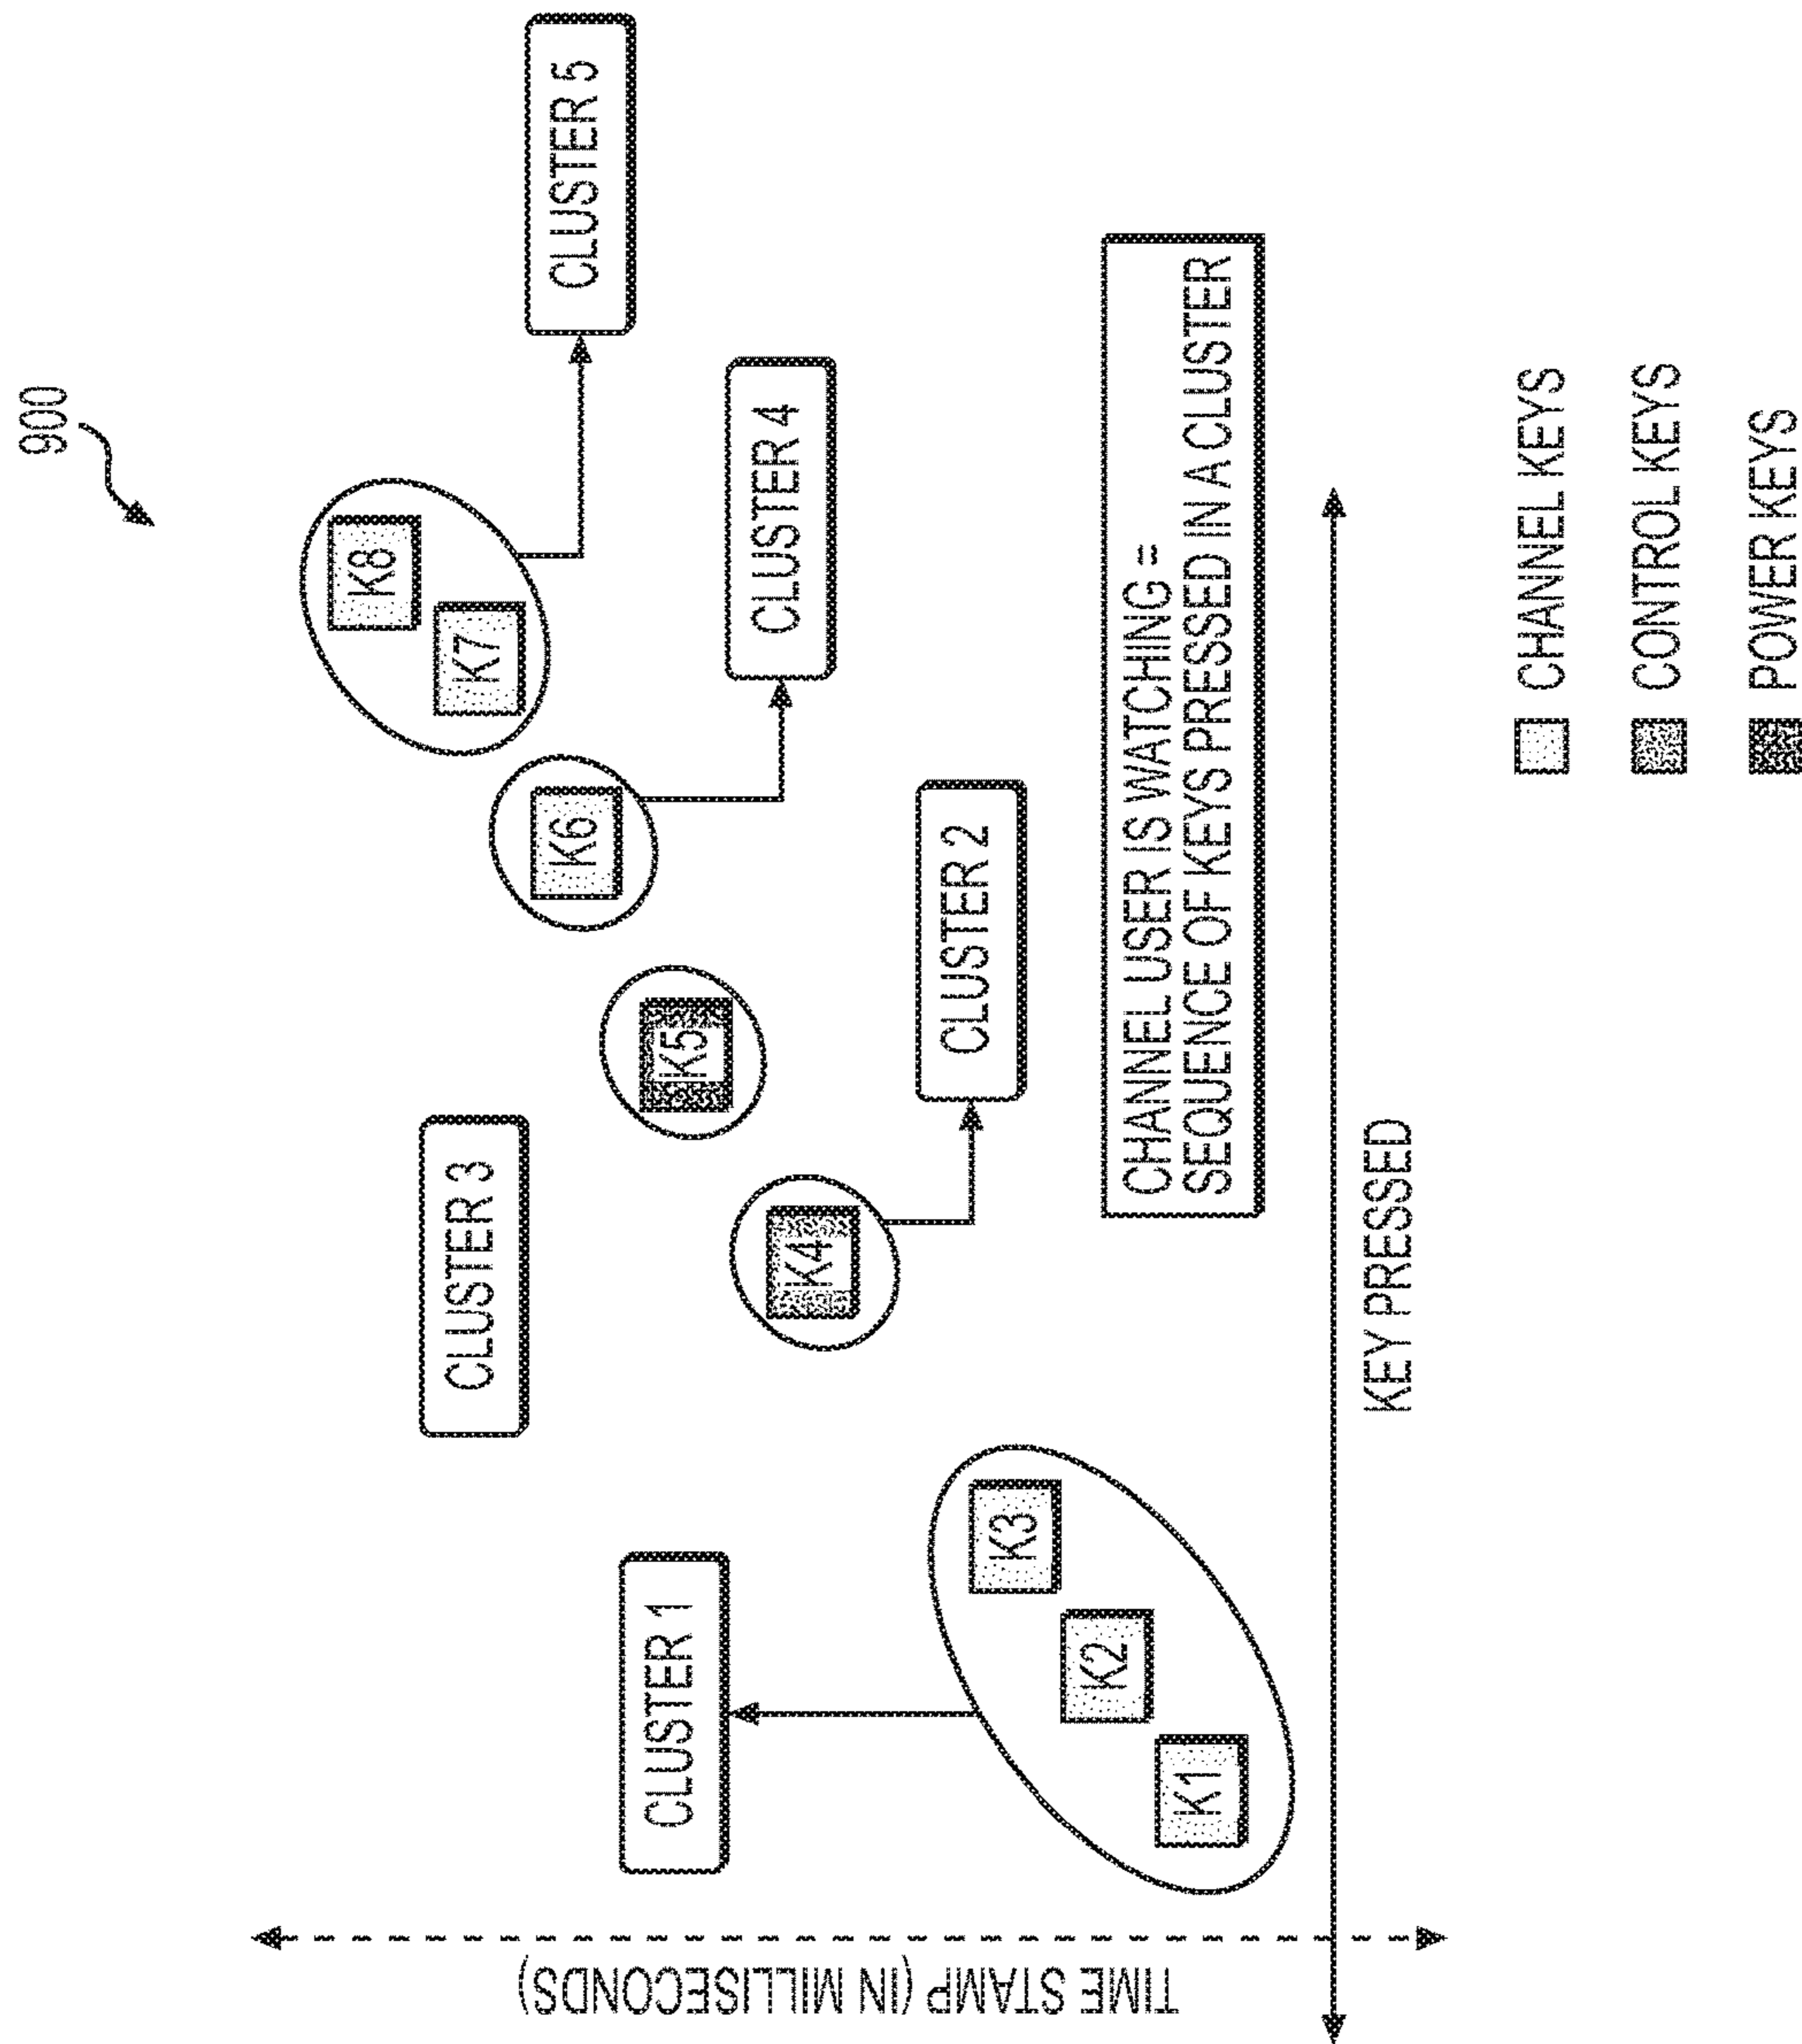 900
CLUSTER 5
K8
K7
CLUSTER 4
K6
CLUSTER 3
K5
CLUSTER 2
K4
CLUSTER 1
K3
K2
K1
CHANNEL USER IS WATCHING =
SEQUENCE OF KEYS PRESSED IN A CLUSTER
TIME STAMP (IN MILLISECONDS)
KEY PRESSED
CHANNEL KEYS
CONTROL KEYS
POWER KEYS